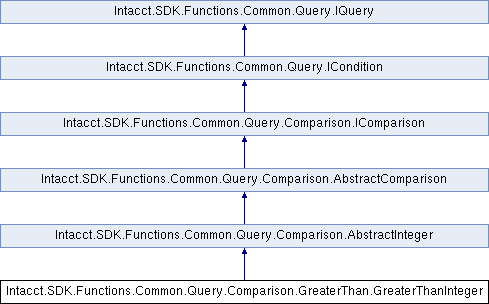 Intacct.SDK.Functions.Common.Query.IQuery
Intacct.SDK.Functions.Common.Query.ICondition
Intacct.SDK.Functions.Common.Query.Comparison.IComparison
Intacct.SDK.Functions.Common.Query.Comparison.AbstractComparison
Intacct.SDK.Functions.Common.Query.Comparison.AbstractInteger
Intacct.SDK.Functions.Common.Query.Comparison.GreaterThan.GreaterThanInteger